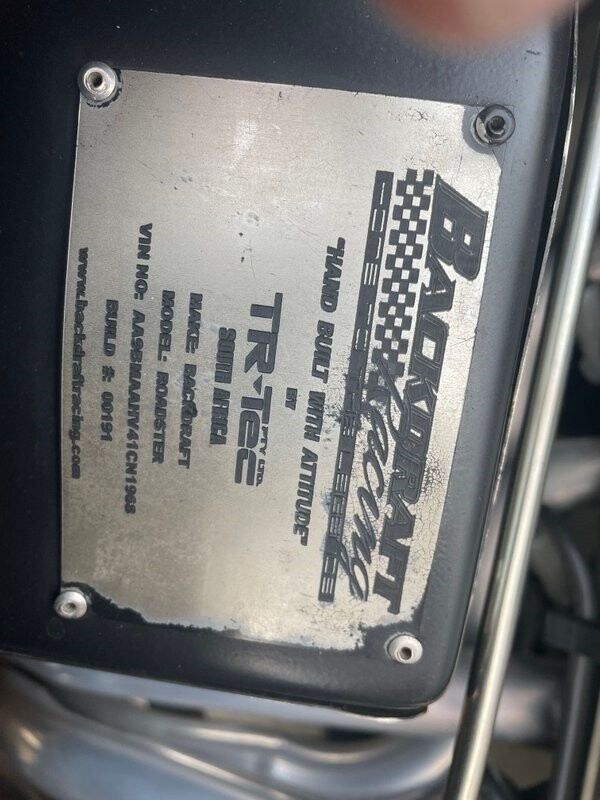 BACKDRAFT
Racing
"HAND BUILT WITH ATTITUDE"
BY
TR-TEC PTY LTD.
SOUTH AFRICA
MAKE: BACKDRAFT
MODEL: ROADSTER
VIN NO: AA9SMAAHV41CN1968
BUILD #: 00191
www.backdraftracing.com